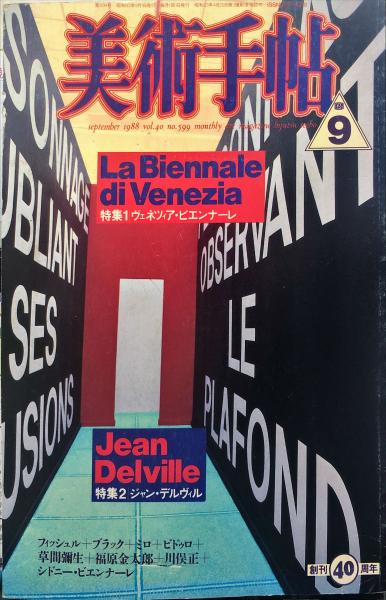 美術手帖
september 1988 vol.40 no.599 monthly
9
La Biennale
di Venezia
特集1 ヴェネツィア・ビエンナーレ
SONNAGE
UBLIANT
SES
USIONS
OBSERVANT
LE
PLAFOND
Jean
Delville
特集2 ジャン・デルヴィル
フィッシュル+ブラック+ミロ+ピドゥロ+
草間彌生+福原金太郎+川俣正+
シドニー・ビエンナーレ
創刊40周年